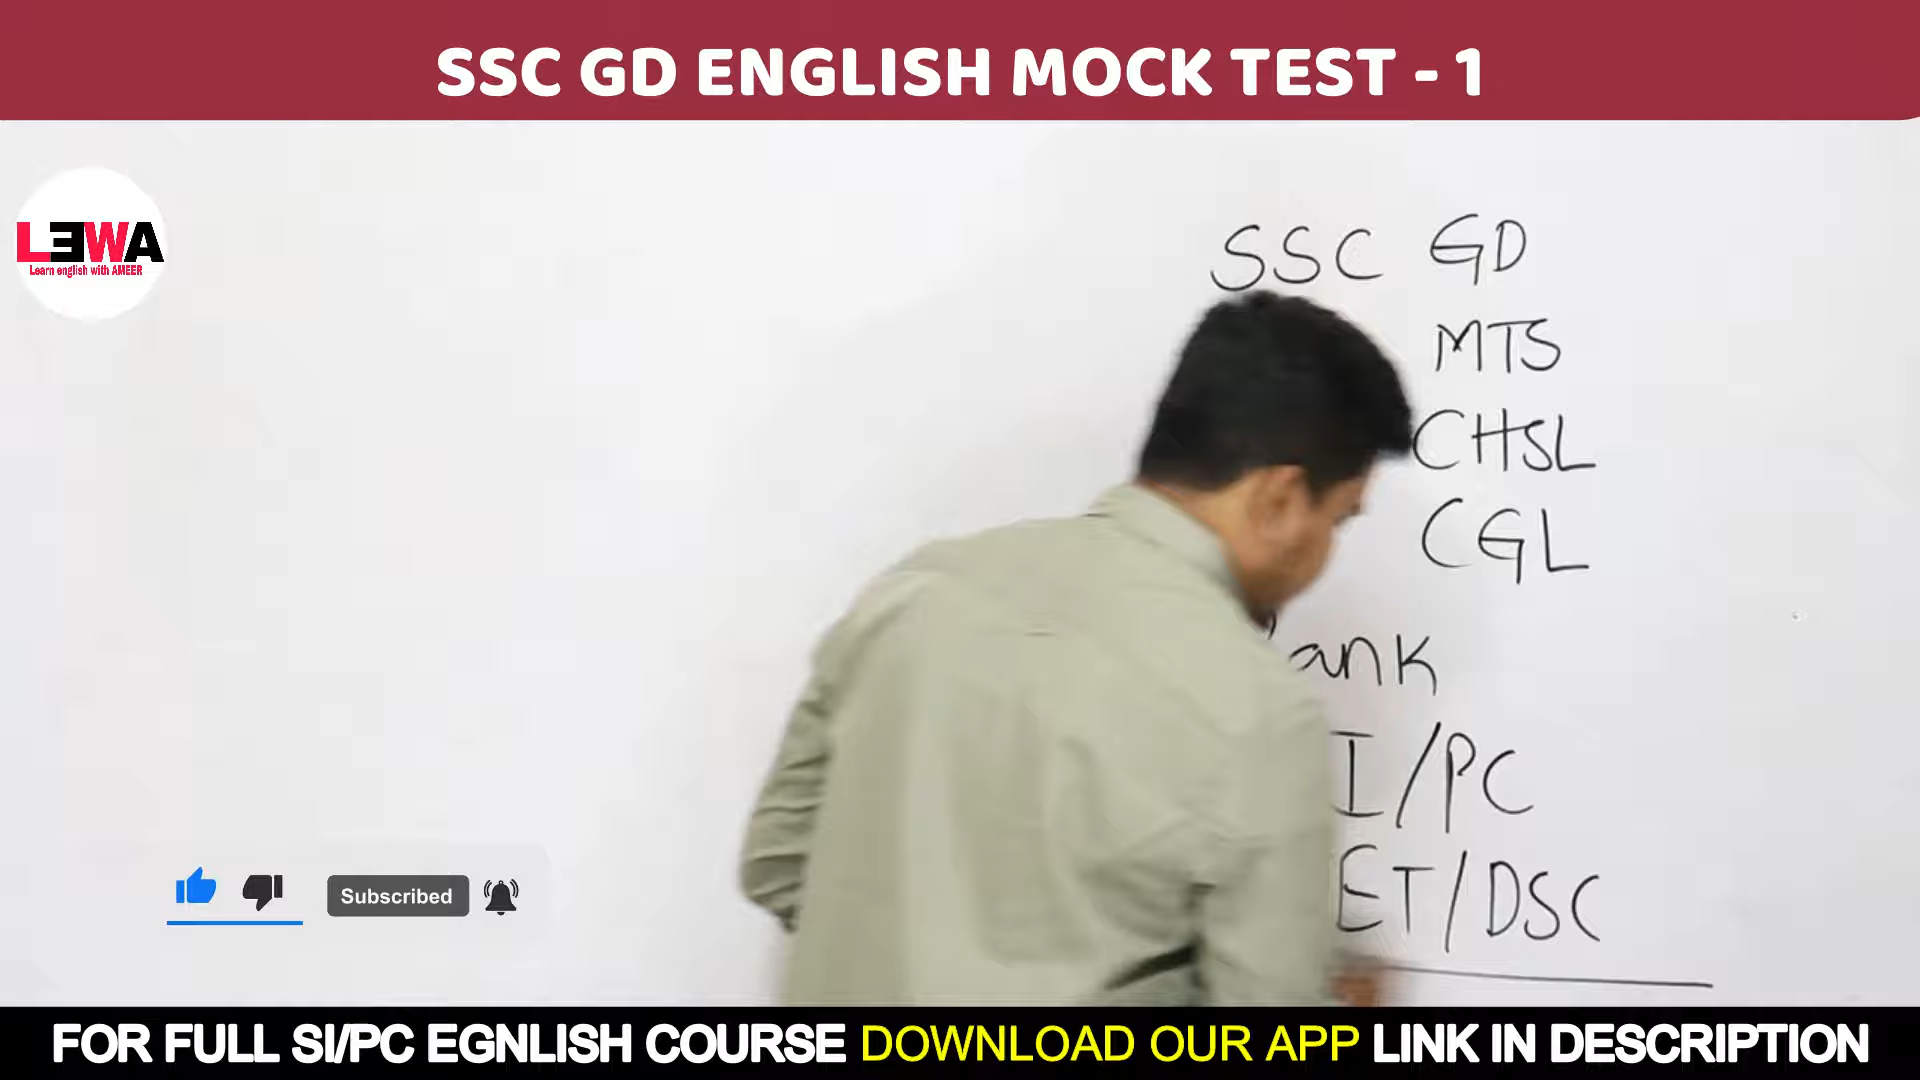 SSC GD ENGLISH MOCK TEST - 1
LEWA
Learn english with AMEER
SSC GD
MTS
CHSL
CGL
ank
I/PC
ET/DSC
Subscribed
FOR FULL SI/PC EGNLISH COURSE DOWNLOAD OUR APP LINK IN DESCRIPTION